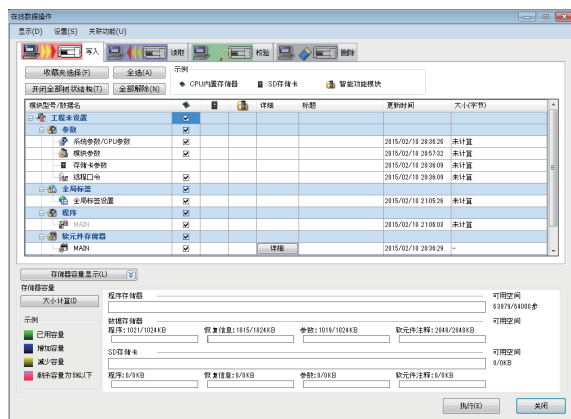 在线数据操作
显示(D) 设置(S) 关联功能(U)
写入 读取 校验 删除
收藏夹选择(F) 全选(A) 示例
开闭全部树状结构(T) 全部解除(N) CPU内置存储器 SD存储卡 智能功能模块
模块型号/数据名 详细 标题 更新时间 大小(字节)
工程未设置
参数
系统参数/CPU参数 2015/02/10 20:36:26 未计算
模块参数 2015/02/10 20:57:32 未计算
存储卡参数 2015/02/10 20:36:09 未计算
远程口令 2015/02/10 20:36:09 未计算
全局标签
全局标签设置 2015/02/10 21:05:26 未计算
程序
MAIN 2015/02/10 21:06:03 未计算
软元件存储器
MAIN 详细 2015/02/10 20:36:29 -
存储器容量显示(L)
存储器容量
大小计算(I) 程序存储器 可用空间
63979/64000步
示例 数据存储器 可用空间
已用容量 程序:1021/1024KB 恢复信息:1015/1024KB 参数:1018/1024KB 软元件注释:2048/2048KB
增加容量 SD存储卡 可用空间
减少容量 0/0KB
剩余容量为5%以下 程序:0/0KB 恢复信息:0/0KB 参数:0/0KB 软元件注释:0/0KB
执行(E) 关闭